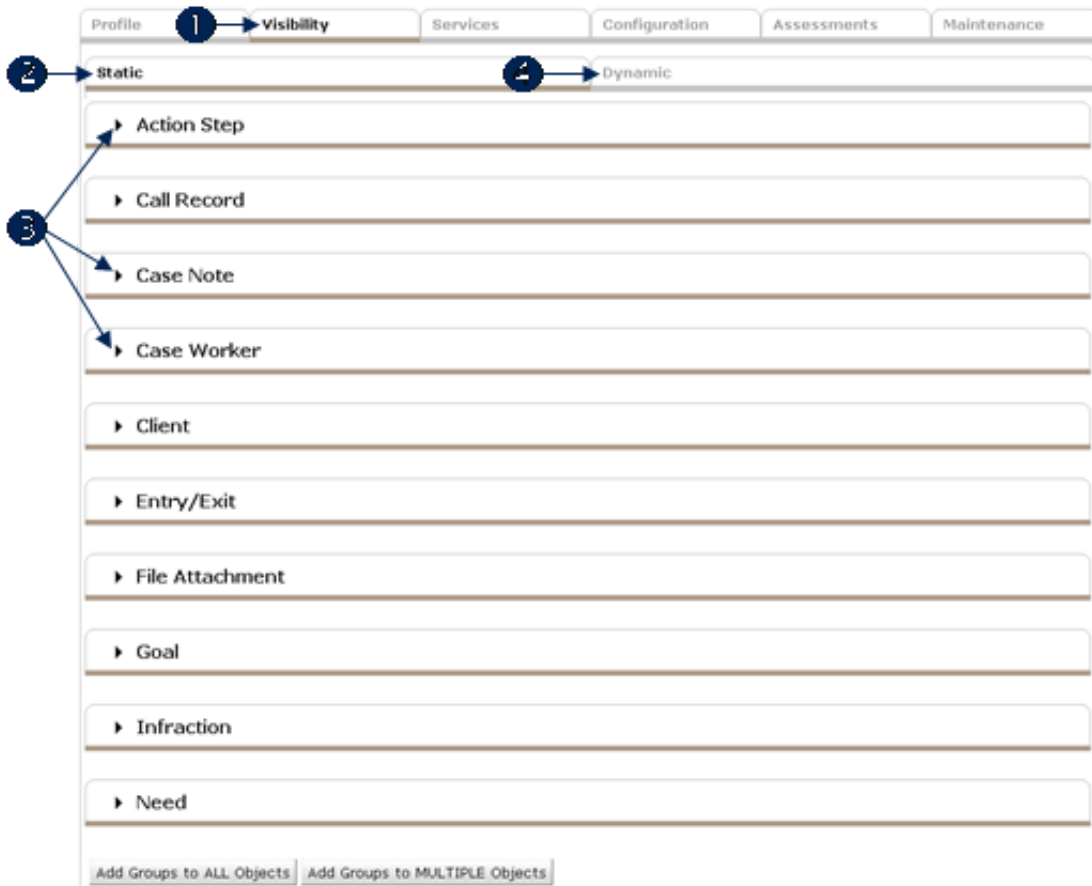 Profile 1 Visibility Services Configuration Assessments Maintenance
2 Static 4 Dynamic
Action Step
Call Record
3
Case Note
Case Worker
Client
Entry/Exit
File Attachment
Goal
Infraction
Need
Add Groups to ALL Objects Add Groups to MULTIPLE Objects